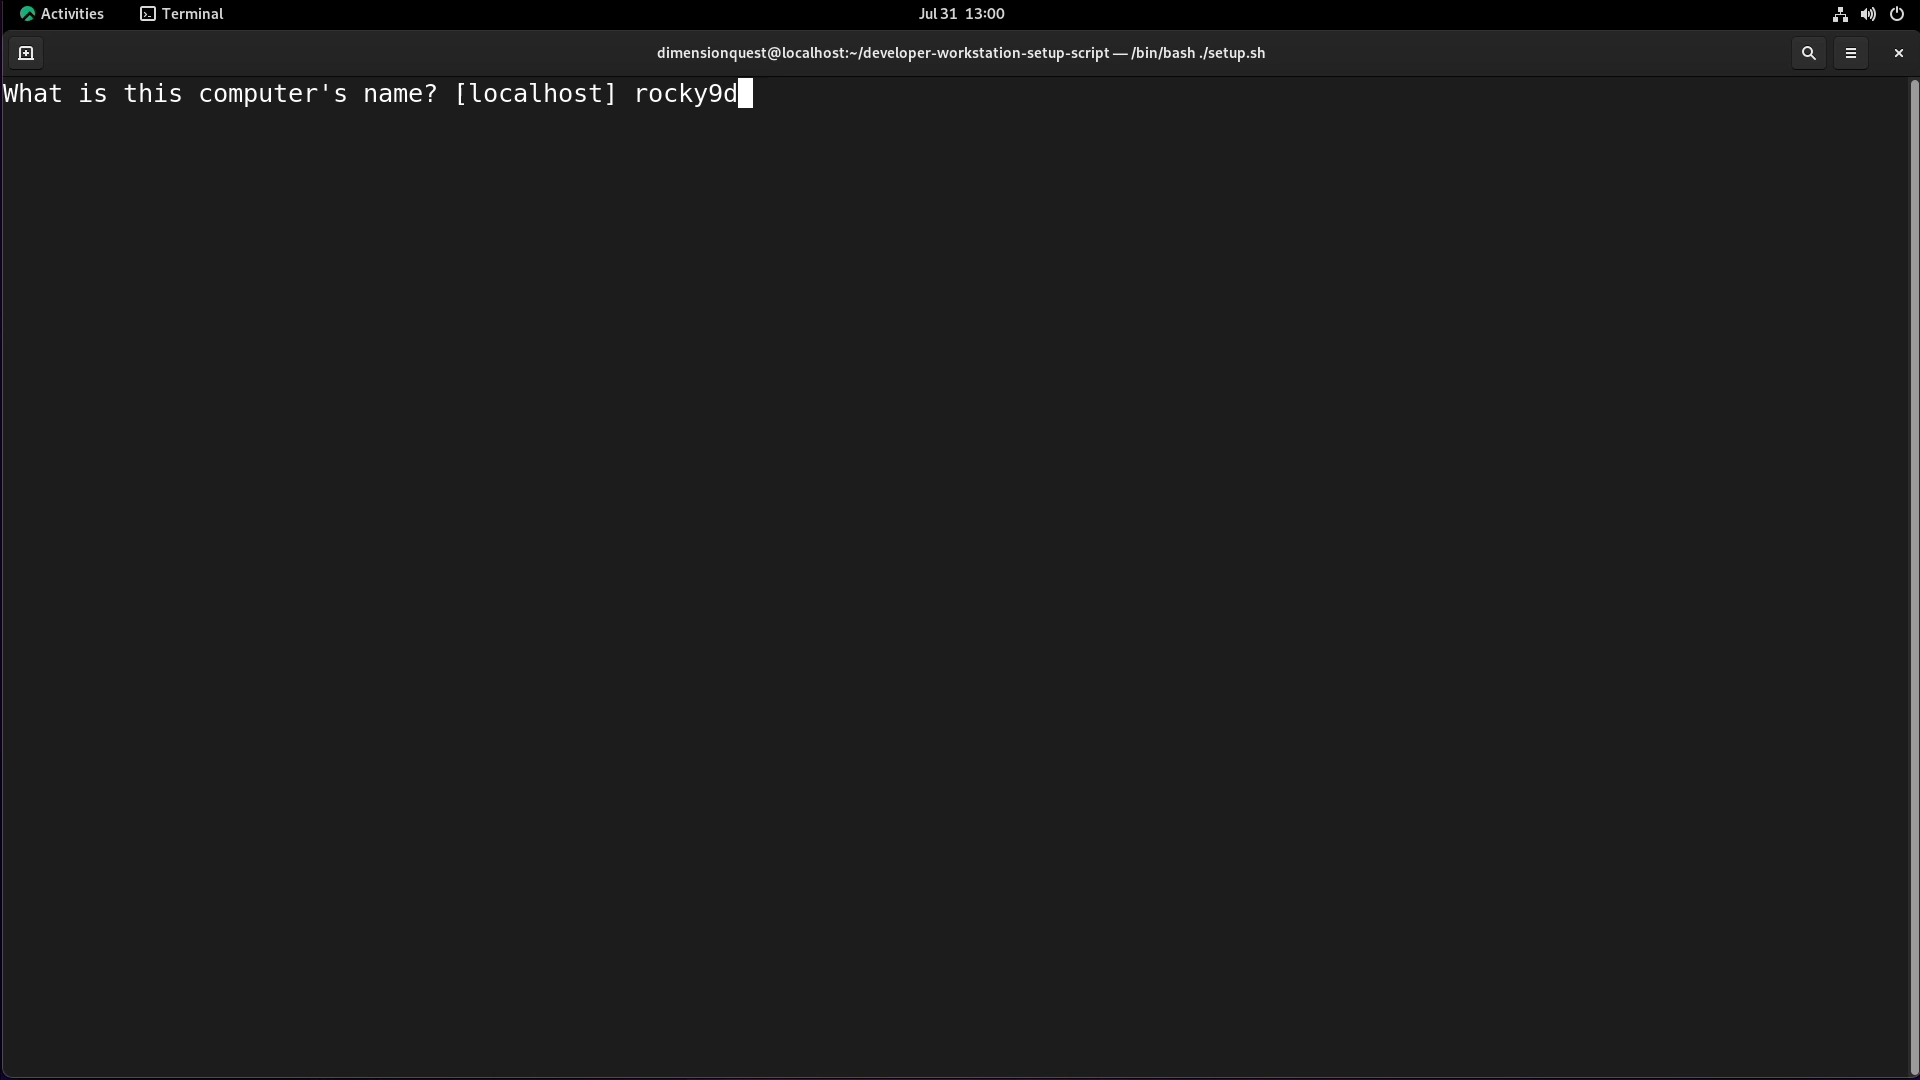 Activities Terminal Jul 31 13:00
dimensionquest@localhost:~/developer-workstation-setup-script — /bin/bash ./setup.sh
What is this computer's name? [localhost] rocky9d